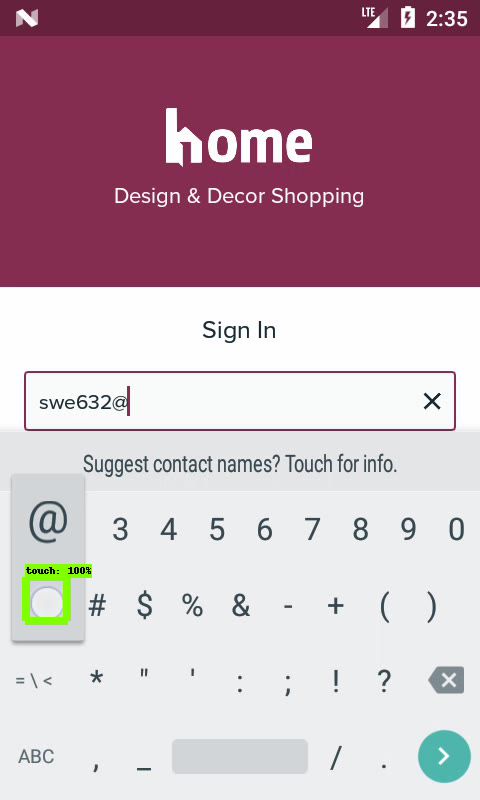 LTE 2:35
home
Design & Decor Shopping
Sign In
swe632@
Suggest contact names? Touch for info.
@ 3 4 5 6 7 8 9 0
touch: 100%
# $ % & - + ( )
= \ < * " ' : ; ! ?
ABC , _ / .